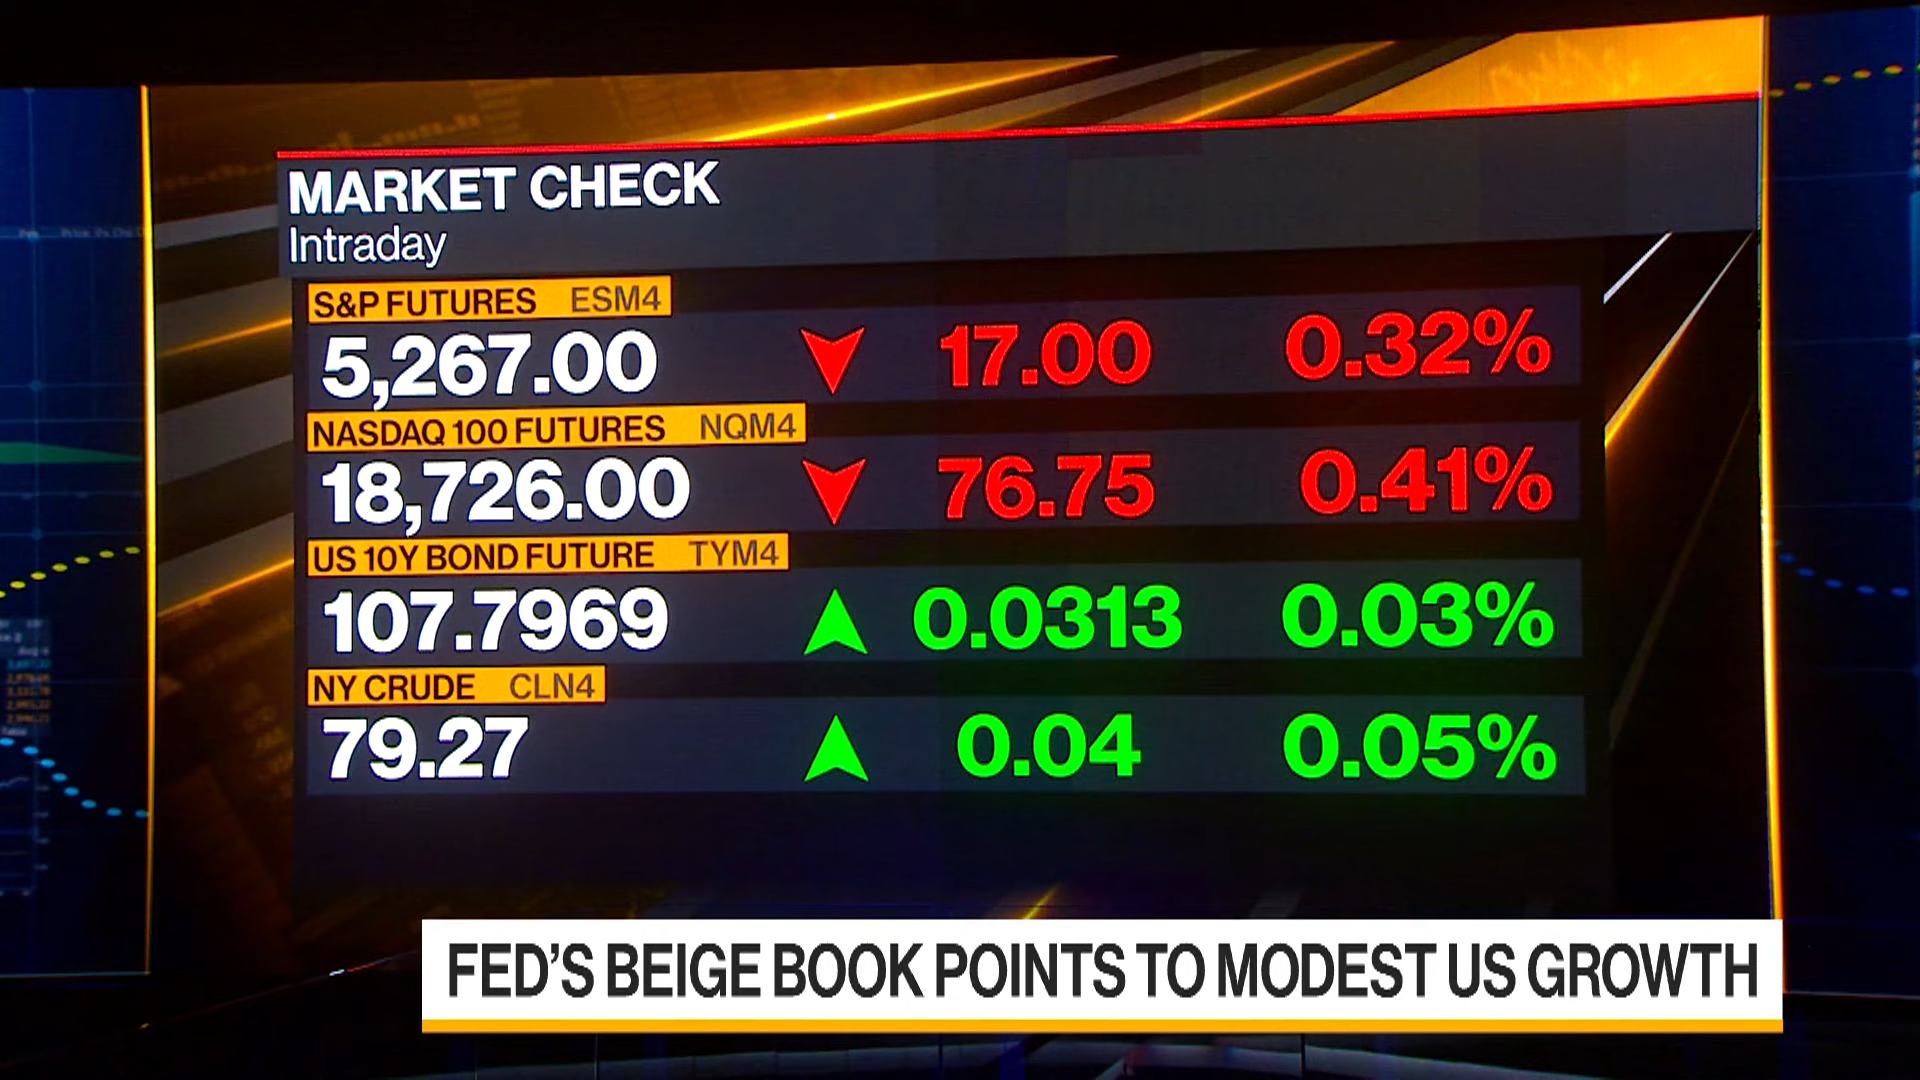 MARKET CHECK
Intraday
S&P FUTURES ESM4
5,267.00 17.00 0.32%
NASDAQ 100 FUTURES NQM4
18,726.00 76.75 0.41%
US 10Y BOND FUTURE TYM4
107.7969 0.0313 0.03%
NY CRUDE CLN4
79.27 0.04 0.05%
FED'S BEIGE BOOK POINTS TO MODEST US GROWTH